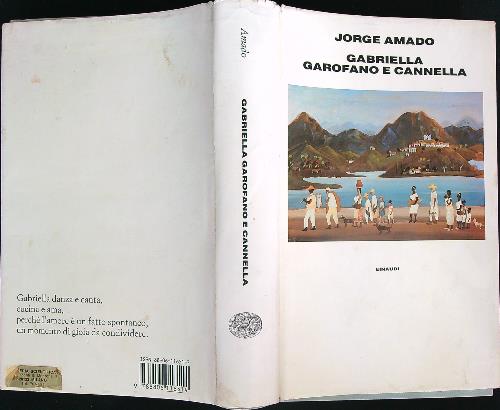 Gabriella danza e canta,
cucina e ama,
perché l'amore è un fatto spontaneo,
un momento di gioia da condividere.
Amado
GABRIELLA GAROFANO E CANNELLA
JORGE AMADO
GABRIELLA
GAROFANO E CANNELLA
EINAUDI